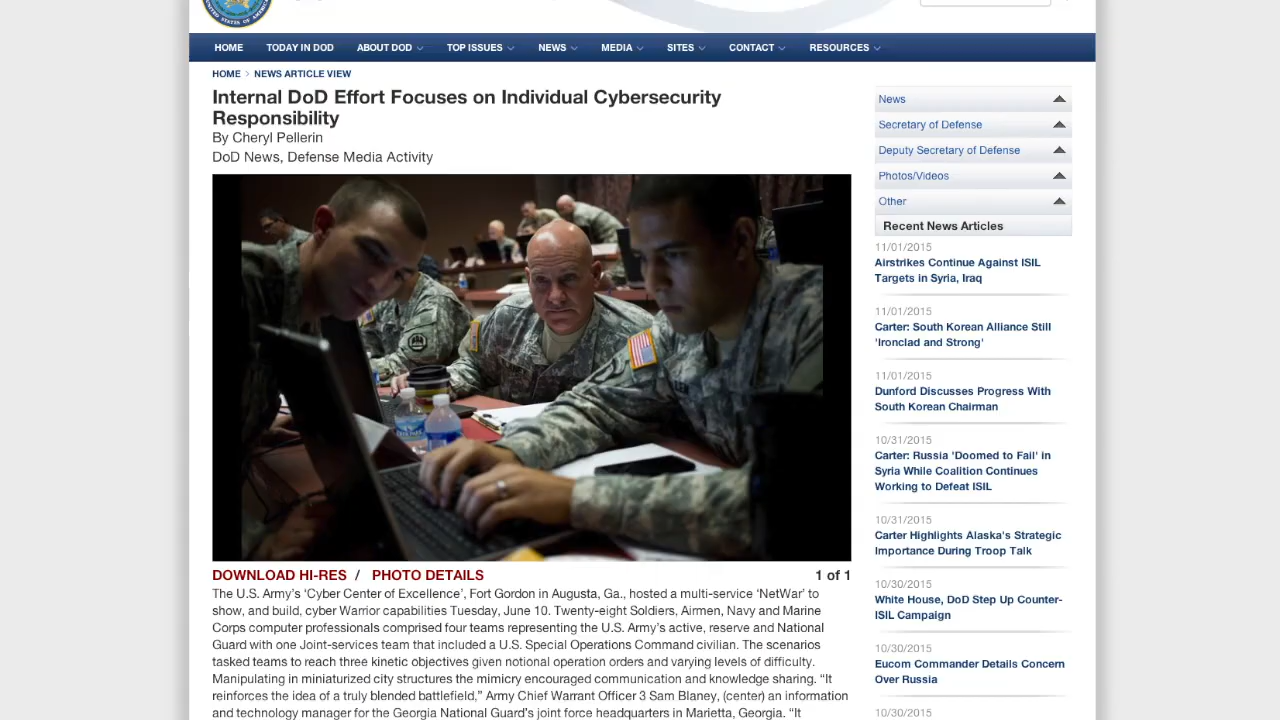 UNITED STATES OF AMERICA
HOME
TODAY IN DOD
ABOUT DOD
TOP ISSUES
NEWS
MEDIA
SITES
CONTACT
RESOURCES
HOME > NEWS ARTICLE VIEW
Internal DoD Effort Focuses on Individual Cybersecurity
Responsibility
By Cheryl Pellerin
DoD News, Defense Media Activity
DOWNLOAD HI-RES / PHOTO DETAILS
1 of 1
The U.S. Army’s ‘Cyber Center of Excellence’, Fort Gordon in Augusta, Ga., hosted a multi-service ‘NetWar’ to
show, and build, cyber Warrior capabilities Tuesday, June 10. Twenty-eight Soldiers, Airmen, Navy and Marine
Corps computer professionals comprised four teams representing the U.S. Army’s active, reserve and National
Guard with one Joint-services team that included a U.S. Special Operations Command civilian. The scenarios
tasked teams to reach three kinetic objectives given notional operation orders and varying levels of difficulty.
Manipulating in miniaturized city structures the mimicry encouraged communication and knowledge sharing. “It
reinforces the idea of a truly blended battlefield,” Army Chief Warrant Officer 3 Sam Blaney, (center) an information
and technology manager for the Georgia National Guard’s joint force headquarters in Marietta, Georgia. “It
News
Secretary of Defense
Deputy Secretary of Defense
Photos/Videos
Other
Recent News Articles
11/01/2015
Airstrikes Continue Against ISIL
Targets in Syria, Iraq
11/01/2015
Carter: South Korean Alliance Still
'Ironclad and Strong'
11/01/2015
Dunford Discusses Progress With
South Korean Chairman
10/31/2015
Carter: Russia 'Doomed to Fail' in
Syria While Coalition Continues
Working to Defeat ISIL
10/31/2015
Carter Highlights Alaska's Strategic
Importance During Troop Talk
10/30/2015
White House, DoD Step Up Counter-
ISIL Campaign
10/30/2015
Eucom Commander Details Concern
Over Russia
10/30/2015